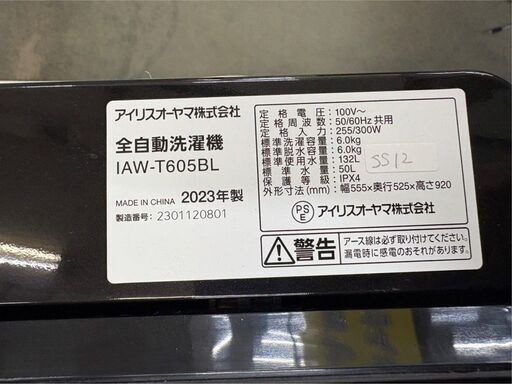 アイリスオーヤマ株式会社
全自動洗濯機
IAW-T605BL
MADE IN CHINA 2023年製
製造番号: 2301120801
定格電圧: 100V~
定格周波数: 50/60Hz 共用
定格入力: 255/300W
標準洗濯容量: 6.0kg
標準脱水容量: 6.0kg
標準使用水量: 132L
標準水量: 50L
保護等級: IPX4
外形寸法(mm): 幅555×奥行525×高さ920
SS12
PSE アイリスオーヤマ株式会社
警告
アース線は必ず取り付けてください。
漏電時に感電のおそれがあります。